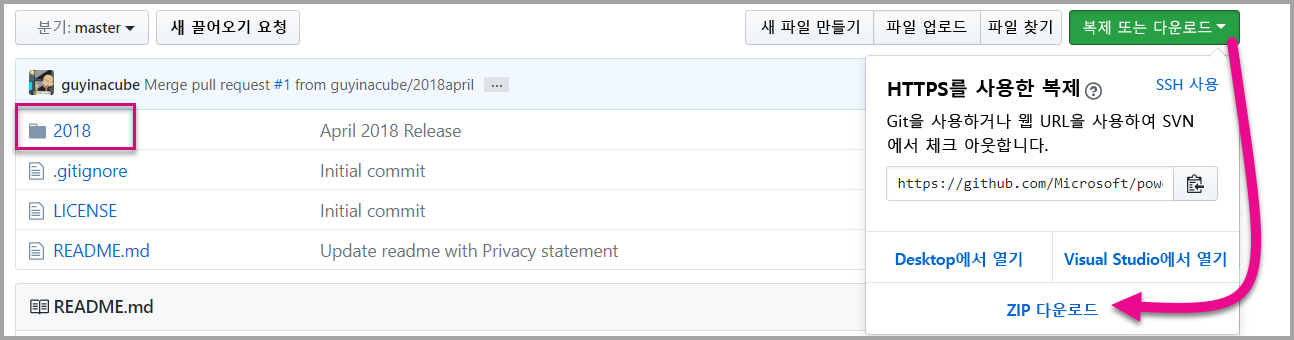 분기: master
새 끌어오기 요청
새 파일 만들기
파일 업로드
파일 찾기
복제 또는 다운로드
guyinacube Merge pull request #1 from guyinacube/2018april ...
2018 April 2018 Release
.gitignore Initial commit
LICENSE Initial commit
README.md Update readme with Privacy statement
README.md
HTTPS를 사용한 복제 ?
SSH 사용
Git을 사용하거나 웹 URL을 사용하여 SVN
에서 체크 아웃합니다.
https://github.com/Microsoft/powe
Desktop에서 열기
Visual Studio에서 열기
ZIP 다운로드